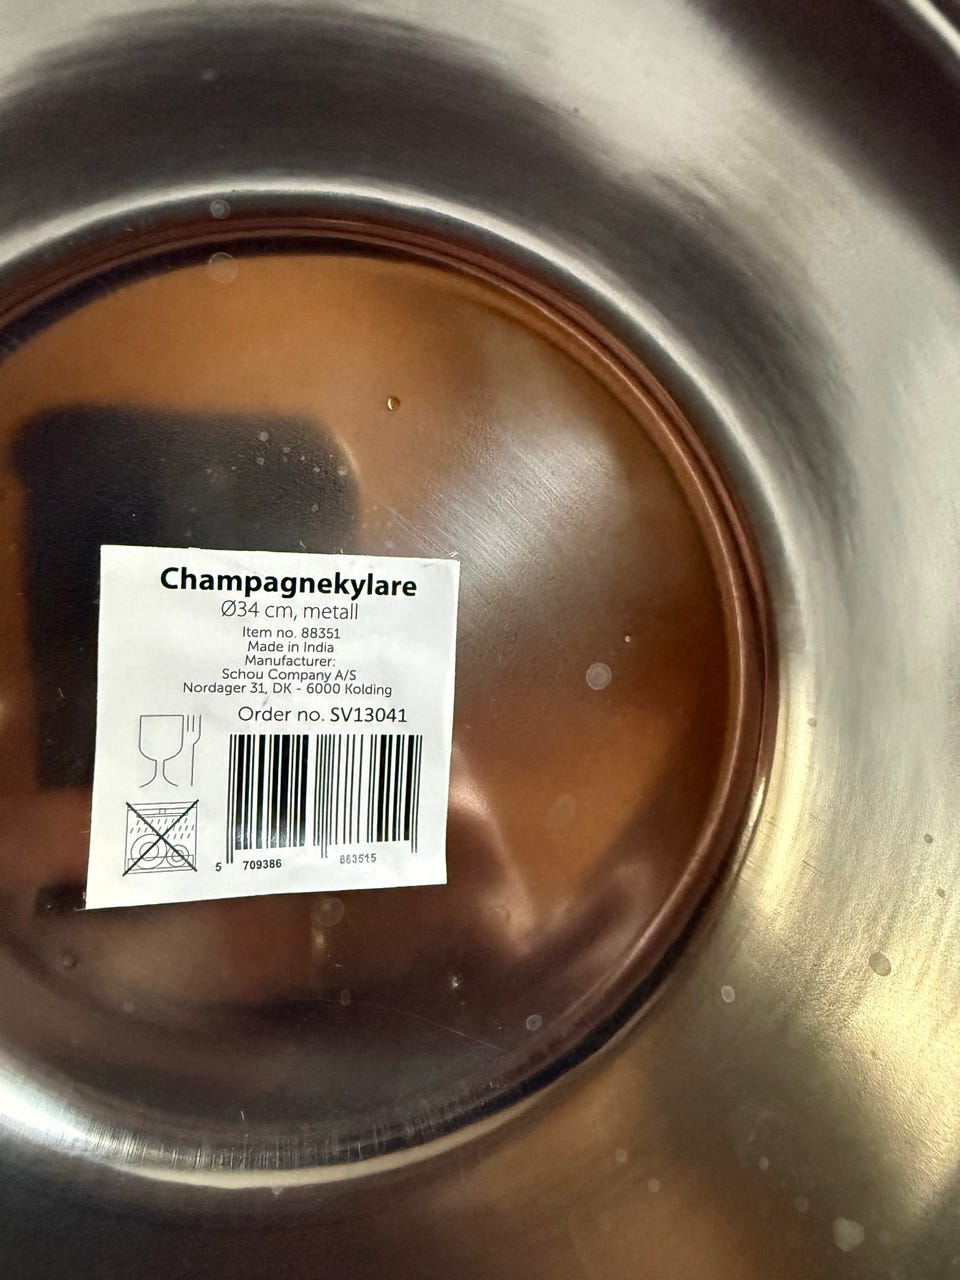 Champagnekylare
Ø34 cm, metall
Item no. 88351
Made in India
Manufacturer:
Schou Company A/S
Nordager 31, DK - 6000 Kolding
Order no. SV13041
5 709386 883515